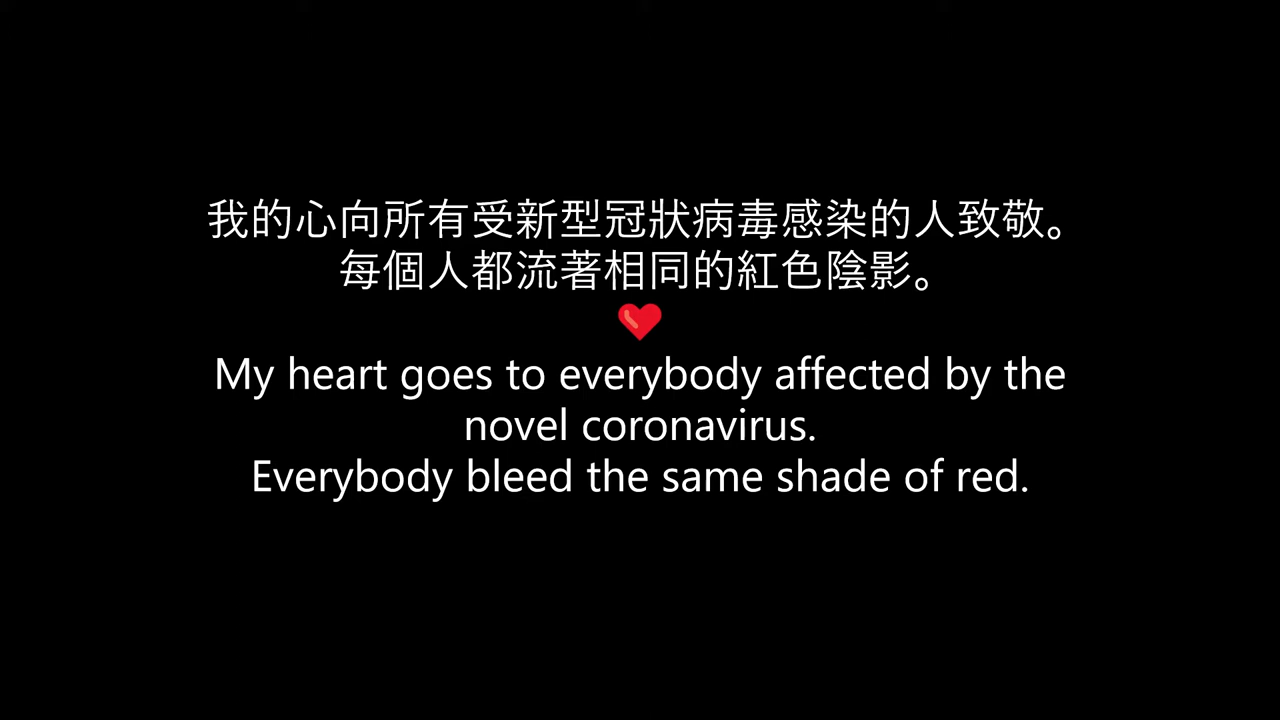 我的心向所有受新型冠狀病毒感染的人致敬。
每個人都流著相同的紅色陰影。
❤
My heart goes to everybody affected by the
novel coronavirus.
Everybody bleed the same shade of red.